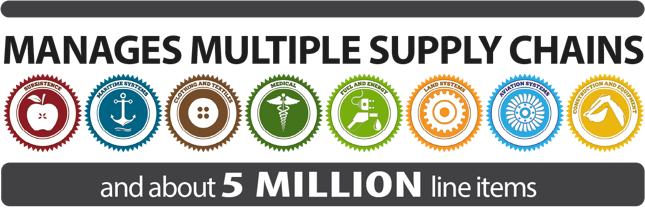 MANAGES MULTIPLE SUPPLY CHAINS
SUBSISTENCE
MARITIME SYSTEMS
CLOTHING AND TEXTILES
MEDICAL
FUEL AND ENERGY
LAND SYSTEMS
AVIATION SYSTEMS
CONSTRUCTION AND EQUIPMENT
and about 5 MILLION line items